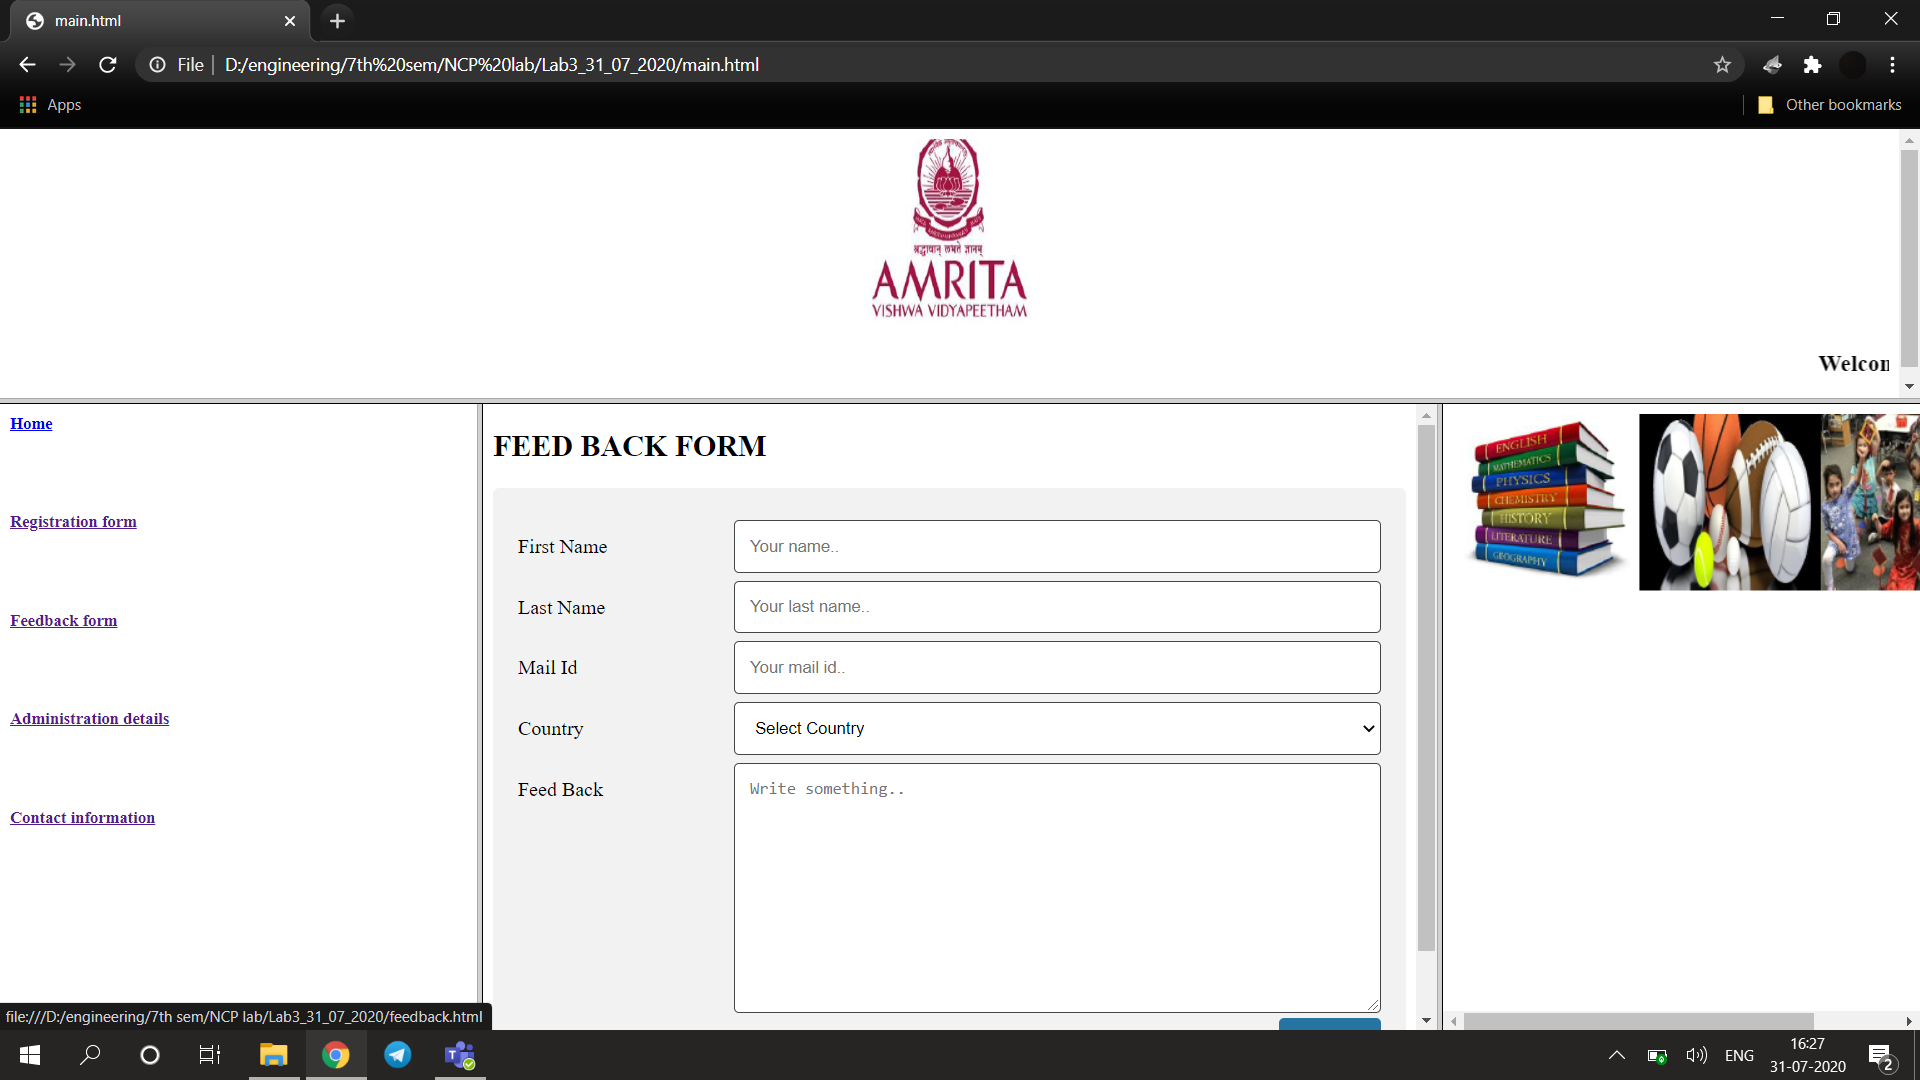 main.html
File
D:/engineering/7th%20sem/NCP%20lab/Lab3_31_07_2020/main.html
Apps
Other bookmarks
श्रद्धावान् लभते ज्ञानम्
AMRITA
VISHWA VIDYAPEETHAM
Welcon
Home
Registration form
Feedback form
Administration details
Contact information
FEED BACK FORM
First Name
Your name..
Last Name
Your last name..
Mail Id
Your mail id..
Country
Select Country
Feed Back
Write something..
ENGLISH
MATHEMATICS
PHYSICS
CHEMISTRY
HISTORY
LITERATURE
GEOGRAPHY
file:///D:/engineering/7th sem/NCP lab/Lab3_31_07_2020/feedback.html
ENG
16:27
31-07-2020
2